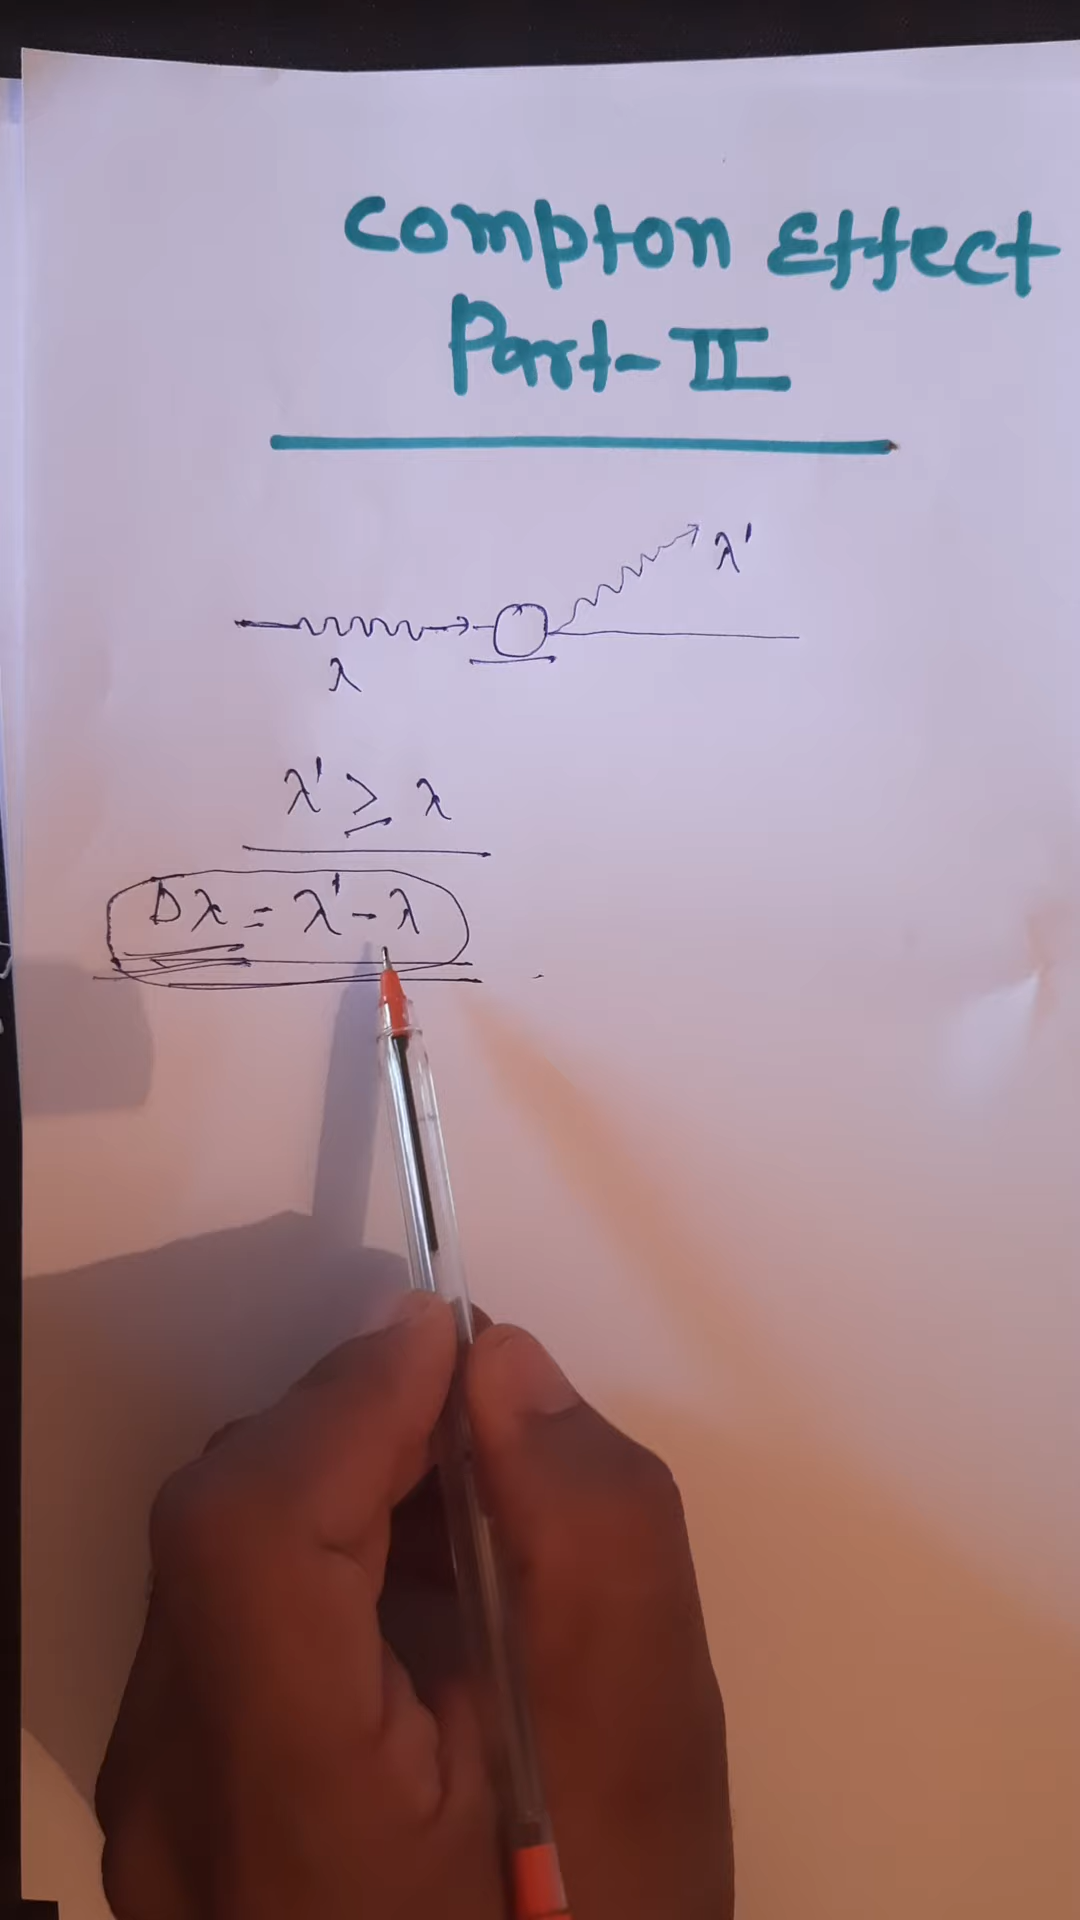 Compton Effect
Part-II
λ'
λ
λ' ≥ λ
Δλ = λ' - λ